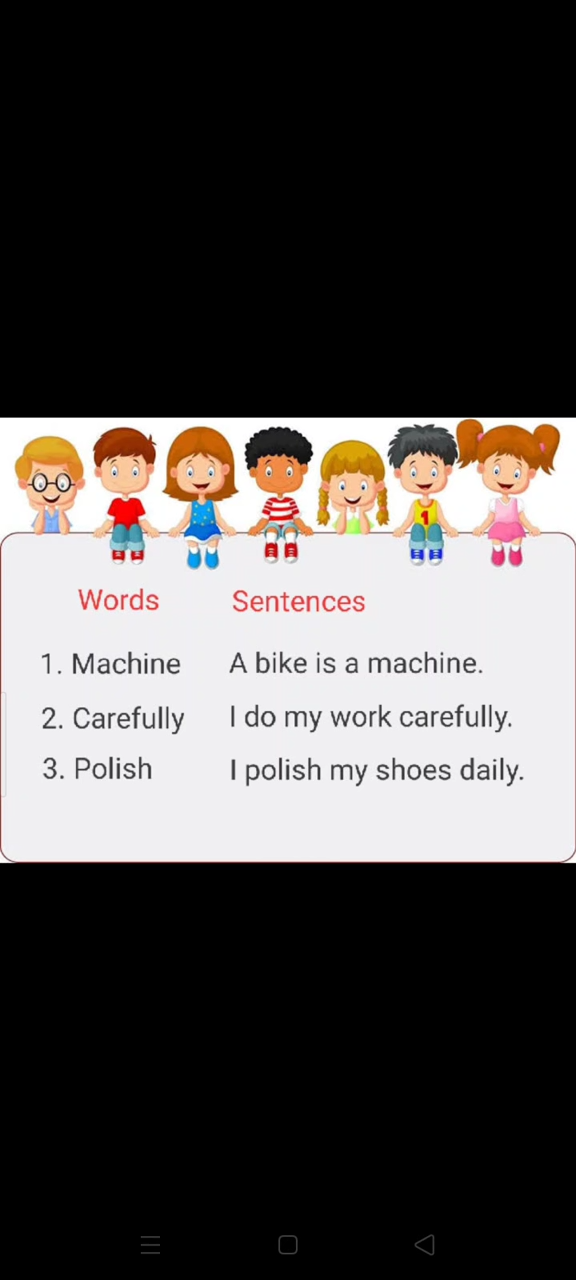 Words Sentences
1. Machine A bike is a machine.
2. Carefully I do my work carefully.
3. Polish I polish my shoes daily.
1